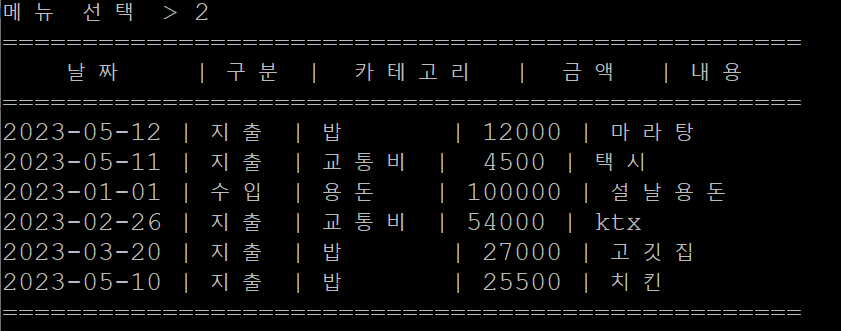 메뉴 선택 > 2
==================================================
날짜 | 구분 | 카테고리 | 금액 | 내용
==================================================
2023-05-12 | 지출 | 밥 | 12000 | 마라탕
2023-05-11 | 지출 | 교통비 | 4500 | 택시
2023-01-01 | 수입 | 용돈 | 100000 | 설날용돈
2023-02-26 | 지출 | 교통비 | 54000 | ktx
2023-03-20 | 지출 | 밥 | 27000 | 고깃집
2023-05-10 | 지출 | 밥 | 25500 | 치킨
==================================================